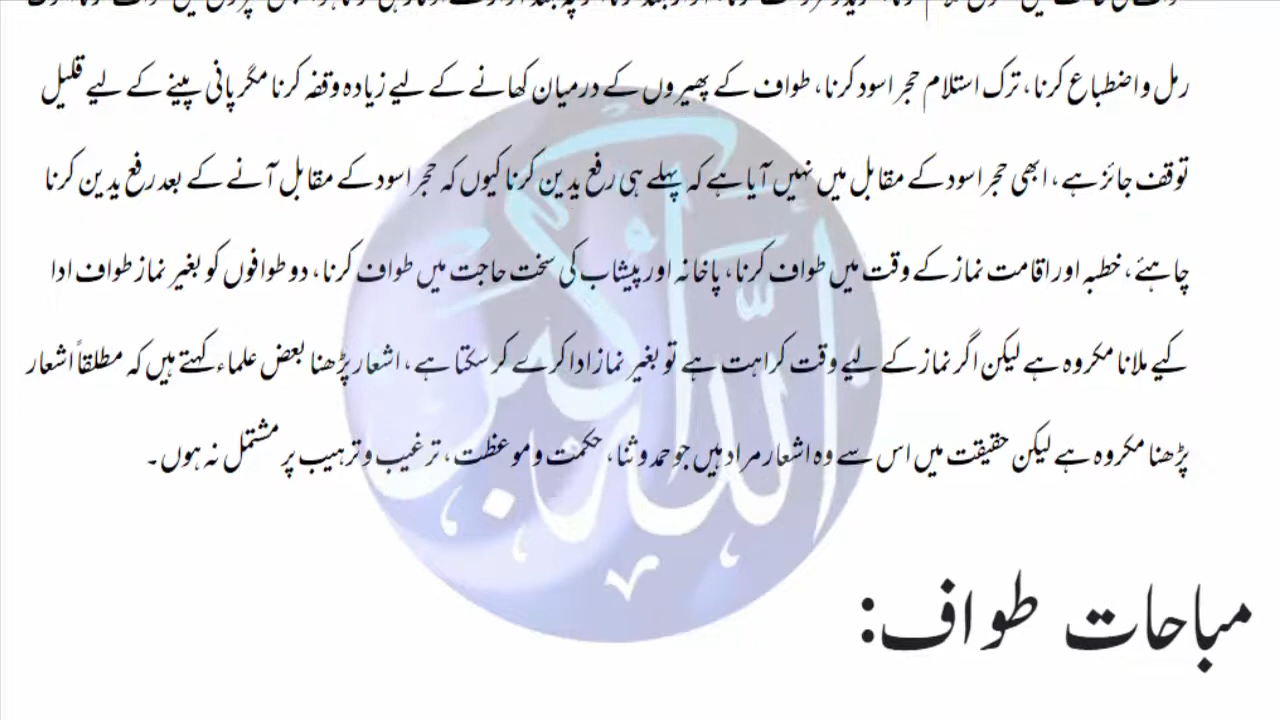 رمل و اضطباع کرنا، ترک استلام حجر اسود کرنا، طواف کے پھیروں کے درمیان کھانے کے لیے زیادہ وقفہ کرنا مگر پانی پینے کے لیے قلیل
توقف جائز ہے، ابھی حجر اسود کے مقابل میں نہیں آیا ہے کہ پہلے ہی رفع یدین کرنا کیوں کہ حجر اسود کے مقابل آنے کے بعد رفع یدین کرنا
چاہئے، خطبہ اور اقامت نماز کے وقت میں طواف کرنا، پاخانہ اور پیشاب کی سخت حاجت میں طواف کرنا، دو طوافوں کو بغیر نماز طواف ادا
کیے ملانا مکروہ ہے لیکن اگر نماز کے لیے وقت کراہت ہے تو بغیر نماز ادا کرے کر سکتا ہے، اشعار پڑھنا بعض علماء کہتے ہیں کہ مطلقاً اشعار
پڑھنا مکروہ ہے لیکن حقیقت میں اس سے وہ اشعار مراد ہیں جو حمد و ثنا، حکمت و موعظت، ترغیب و ترہیب پر مشتمل نہ ہوں۔
اللہ اکبر
مباحات طواف: